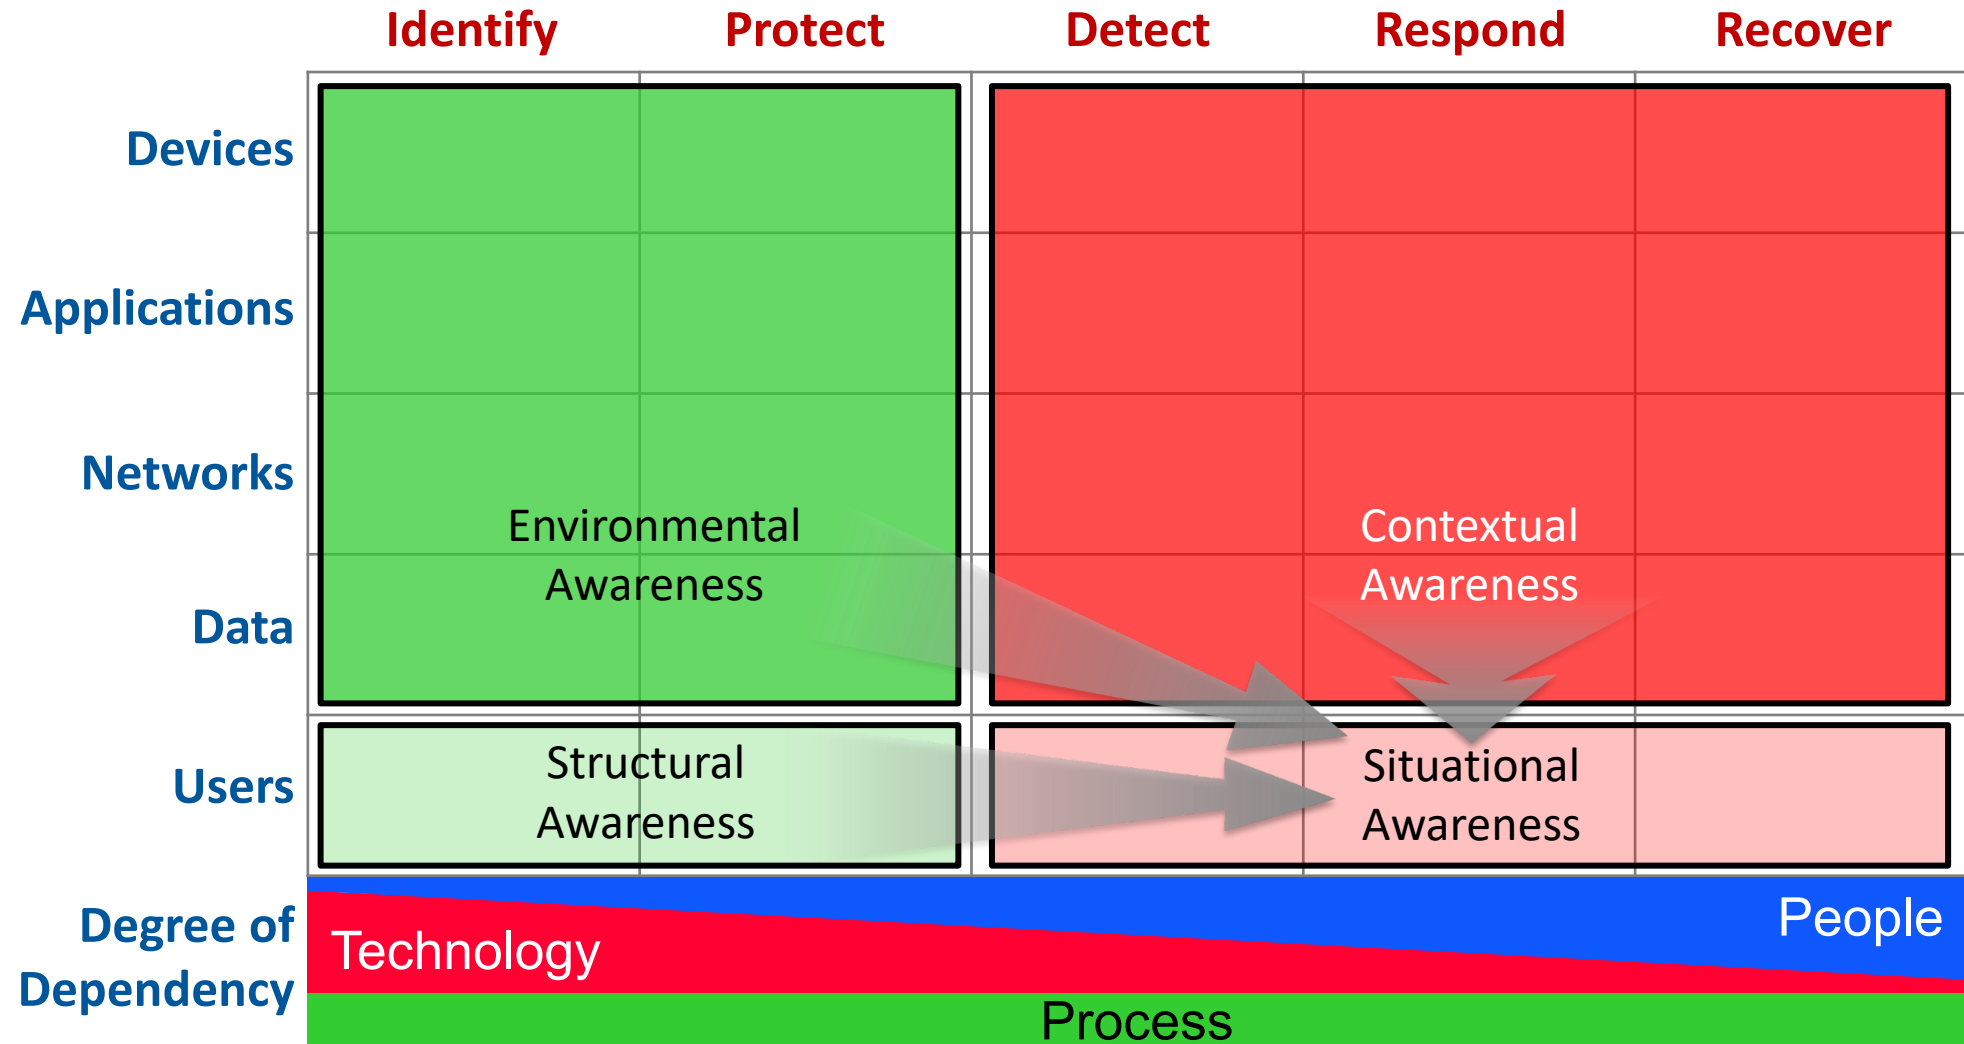 Identify Protect Detect Respond Recover
Devices
Applications
Networks
Data
Users
Environmental
Awareness
Contextual
Awareness
Structural
Awareness
Situational
Awareness
Degree of
Dependency
Technology
People
Process